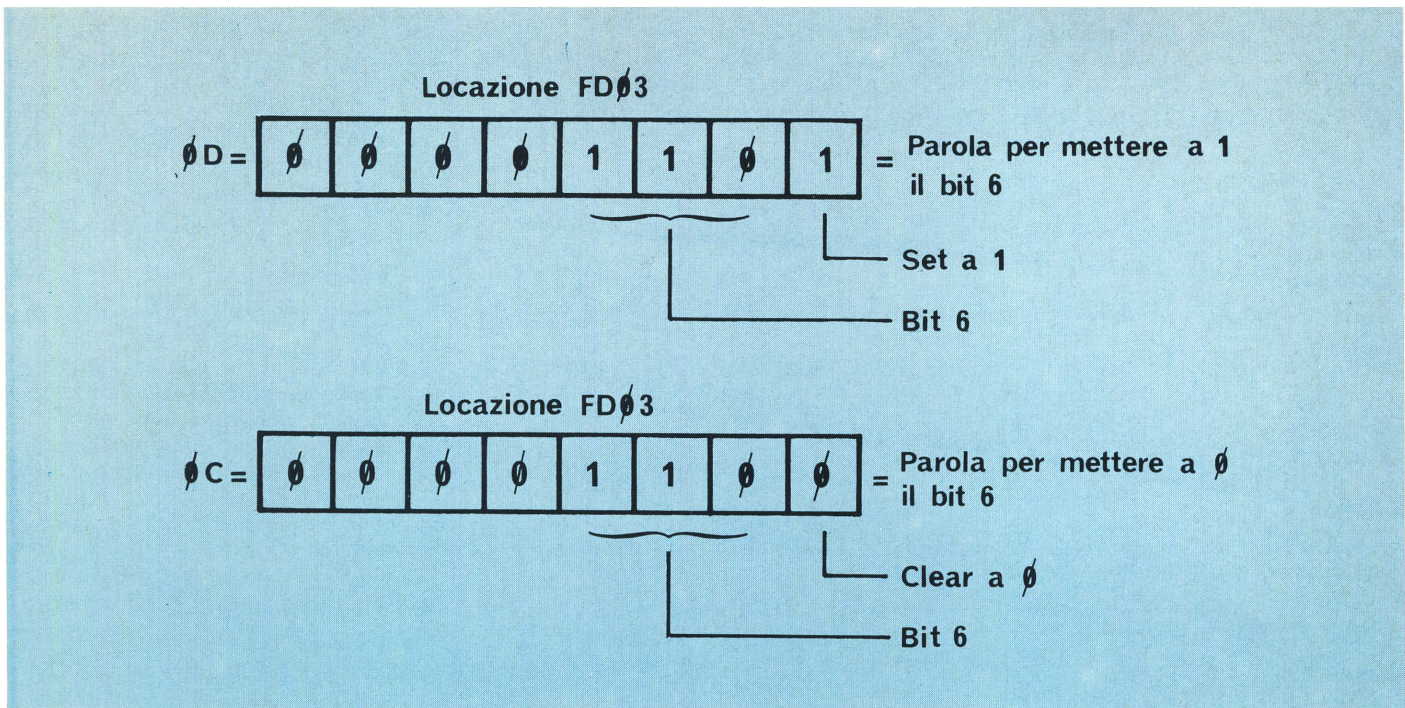 Locazione FDØ3
ØD= Ø Ø Ø Ø 1 1 Ø 1 = Parola per mettere a 1
il bit 6
Set a 1
Bit 6
Locazione FDØ3
ØC= Ø Ø Ø Ø 1 1 Ø Ø = Parola per mettere a Ø
il bit 6
Clear a Ø
Bit 6